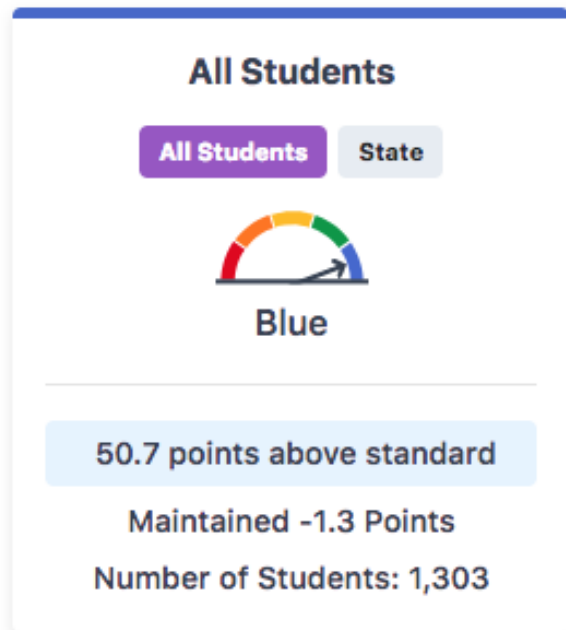 All Students
All Students State
Blue
50.7 points above standard
Maintained -1.3 Points
Number of Students: 1,303